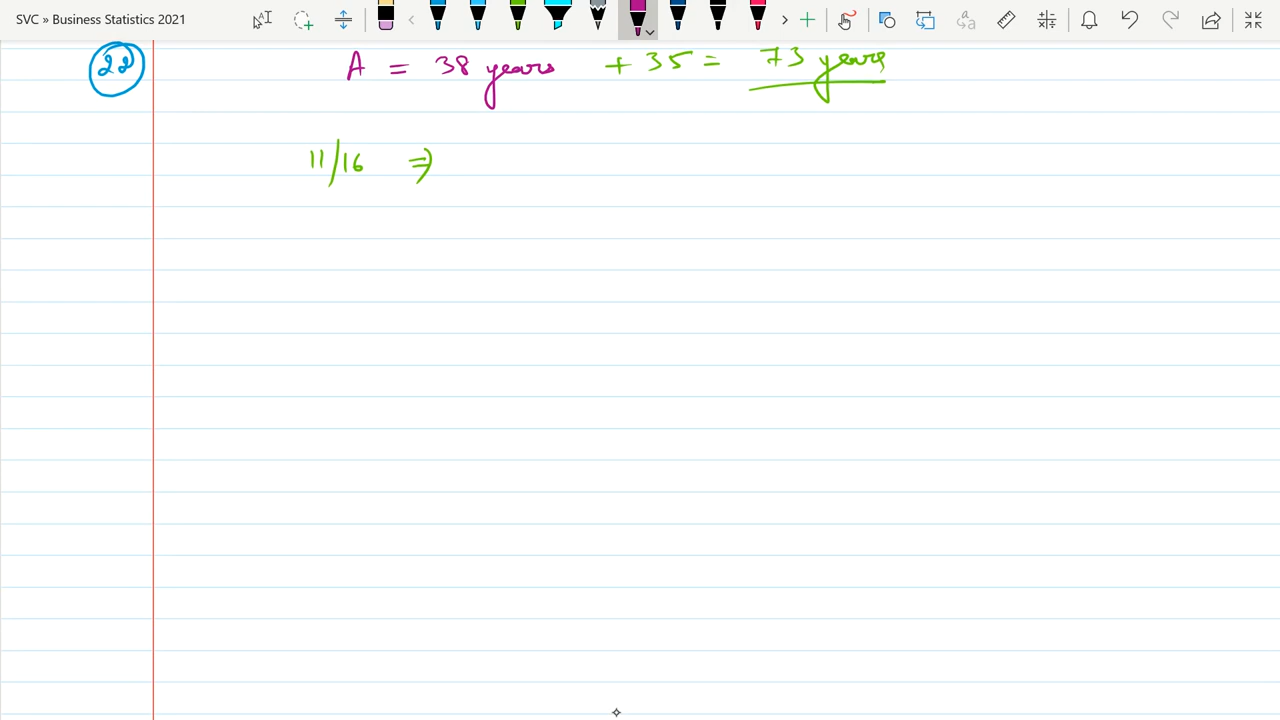 SVC » Business Statistics 2021
22 A = 38 years + 35 = 73 years
11/16 ⇒